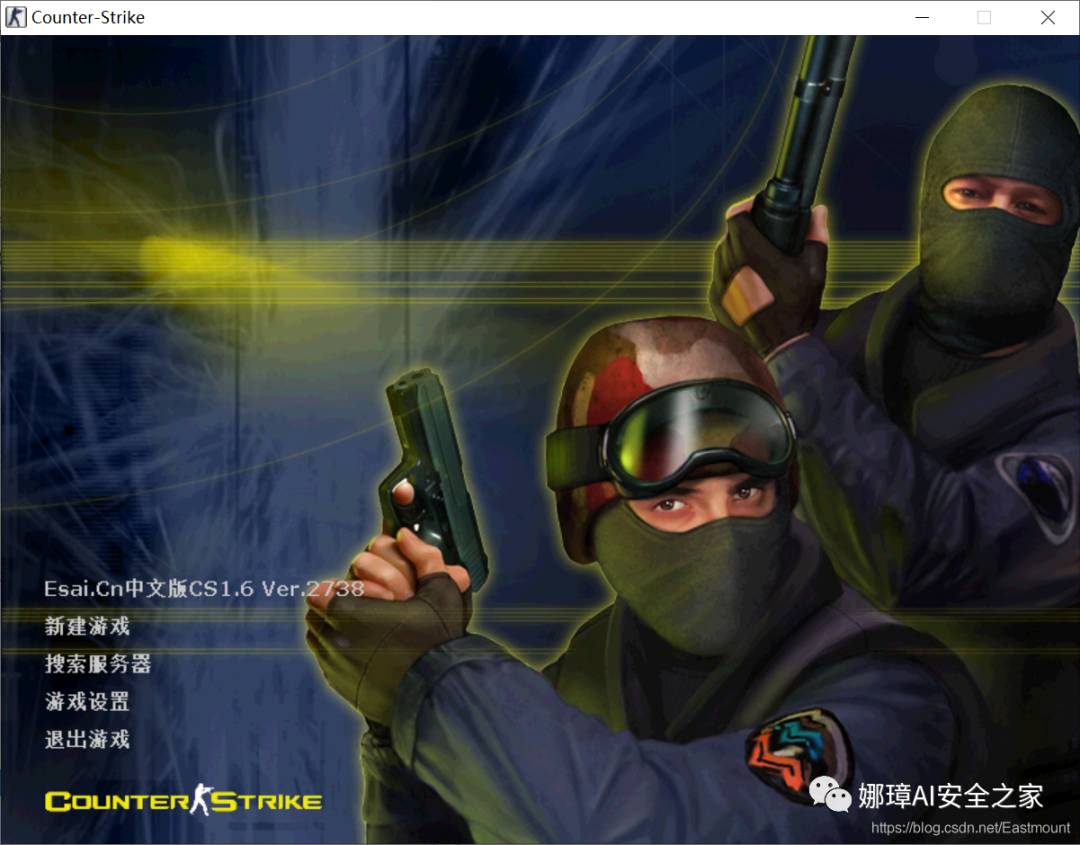 Counter-Strike
Esai.Cn中文版CS1.6 Ver.2738
新建游戏
搜索服务器
游戏设置
退出游戏
COUNTER STRIKE
娜璋AI安全之家
https://blog.csdn.net/Eastmount